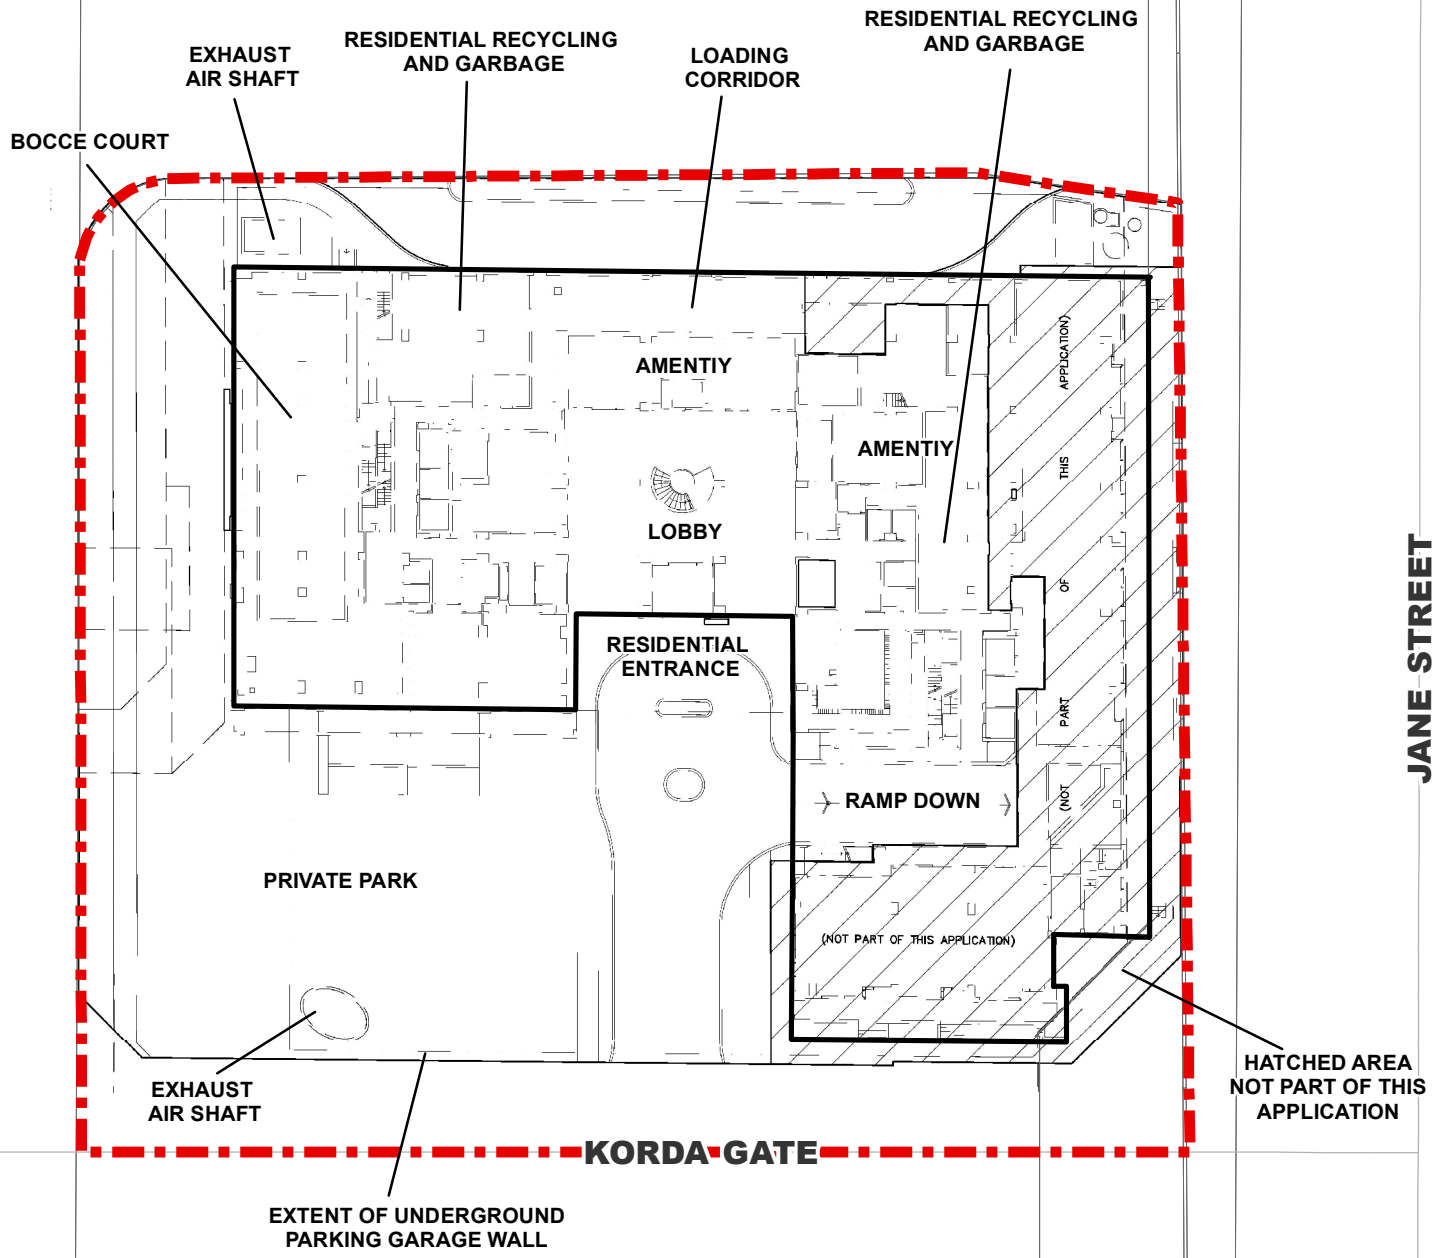 RESIDENTIAL RECYCLING
AND GARBAGE
RESIDENTIAL RECYCLING
AND GARBAGE
EXHAUST
AIR SHAFT
LOADING
CORRIDOR
BOCCE COURT
AMENTIY
AMENTIY
LOBBY
RESIDENTIAL
ENTRANCE
RAMP DOWN
(NOT PART OF THIS APPLICATION)
PRIVATE PARK
(NOT PART OF THIS APPLICATION)
JANE STREET
HATCHED AREA
NOT PART OF THIS
APPLICATION
EXHAUST
AIR SHAFT
KORDA GATE
EXTENT OF UNDERGROUND
PARKING GARAGE WALL